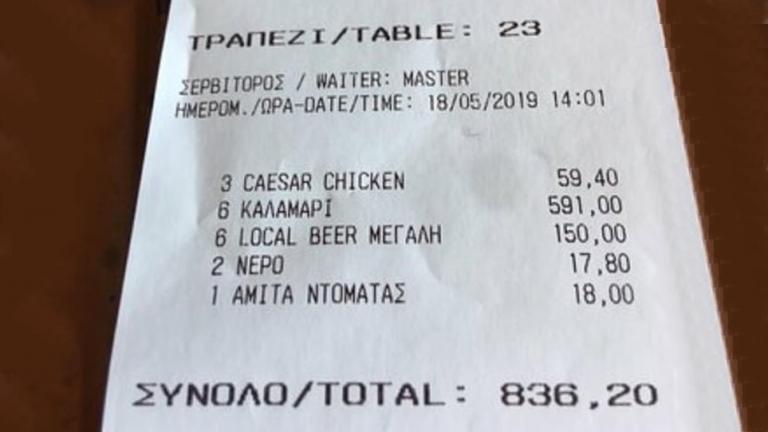 ΤΡΑΠΕΖΙ/TABLE: 23
ΣΕΡΒΙΤΟΡΟΣ / WAITER: MASTER
ΗΜΕΡΟΜ./ΩΡΑ-DATE/TIME: 18/05/2019 14:01
3 CAESAR CHICKEN 59,40
6 ΚΑΛΑΜΑΡΙ 591,00
6 LOCAL BEER ΜΕΓΑΛΗ 150,00
2 ΝΕΡΟ 17,80
1 ΑΜΙΤΑ ΝΤΟΜΑΤΑΣ 18,00
ΣΥΝΟΛΟ/TOTAL: 836,20